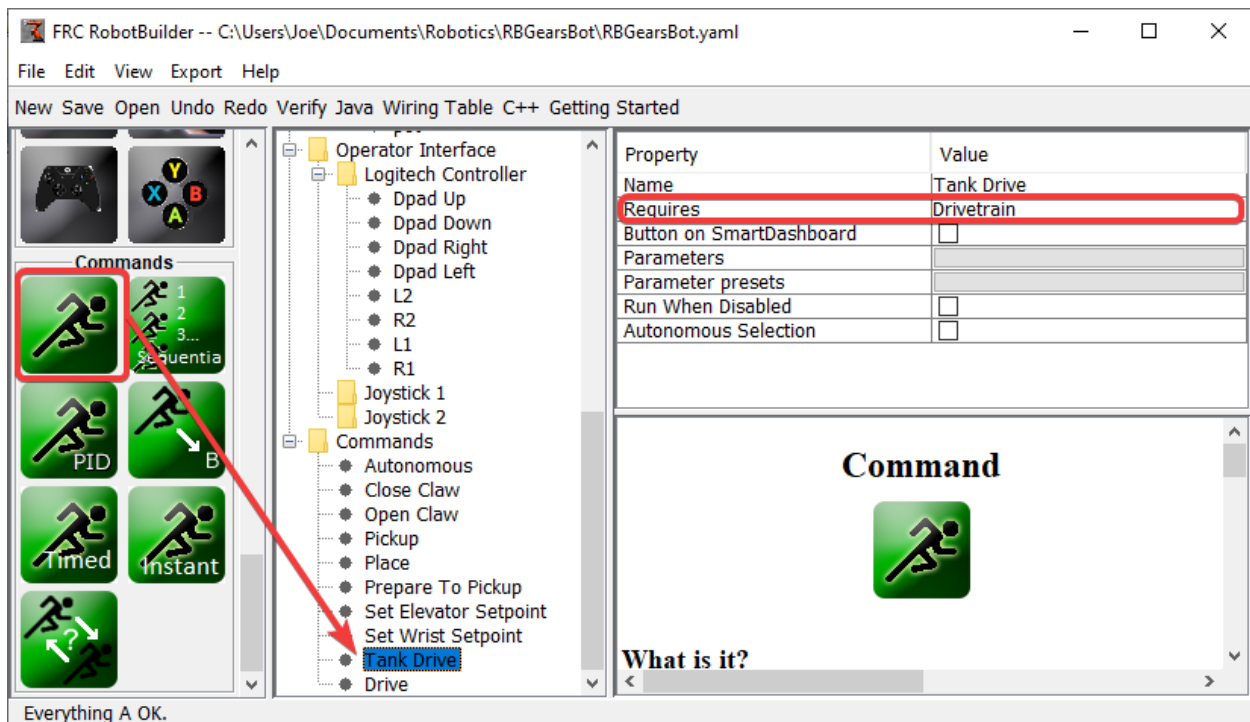 FRC RobotBuilder -- C:\Users\Joe\Documents\Robotics\RBGearsBot\RBGearsBot.yaml
File Edit View Export Help
New Save Open Undo Redo Verify Java Wiring Table C++ Getting Started
Y
X B
A
Commands
1
2
3...
Sequentia
PID
B
Timed
Instant
?
Operator Interface
Logitech Controller
Dpad Up
Dpad Down
Dpad Right
Dpad Left
L2
R2
L1
R1
Joystick 1
Joystick 2
Commands
Autonomous
Close Claw
Open Claw
Pickup
Place
Prepare To Pickup
Set Elevator Setpoint
Set Wrist Setpoint
Tank Drive
Drive
Property Value
Name Tank Drive
Requires Drivetrain
Button on SmartDashboard
Parameters
Parameter presets
Run When Disabled
Autonomous Selection
Command
What is it?
Everything A OK.